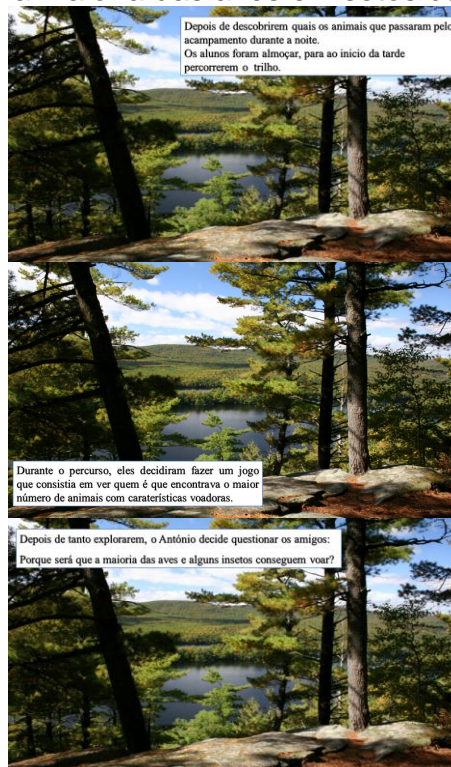 Depois de descobrirem quais os animais que passaram pelo
acampamento durante a noite.
Os alunos foram almoçar, para ao inicio da tarde
percorrerem o trilho.
Durante o percurso, eles decidiram fazer um jogo
que consistia em ver quem é que encontrava o maior
número de animais com caraterísticas voadoras.
Depois de tanto explorarem, o António decide questionar os amigos:
Porque será que a maioria das aves e alguns insetos conseguem voar?